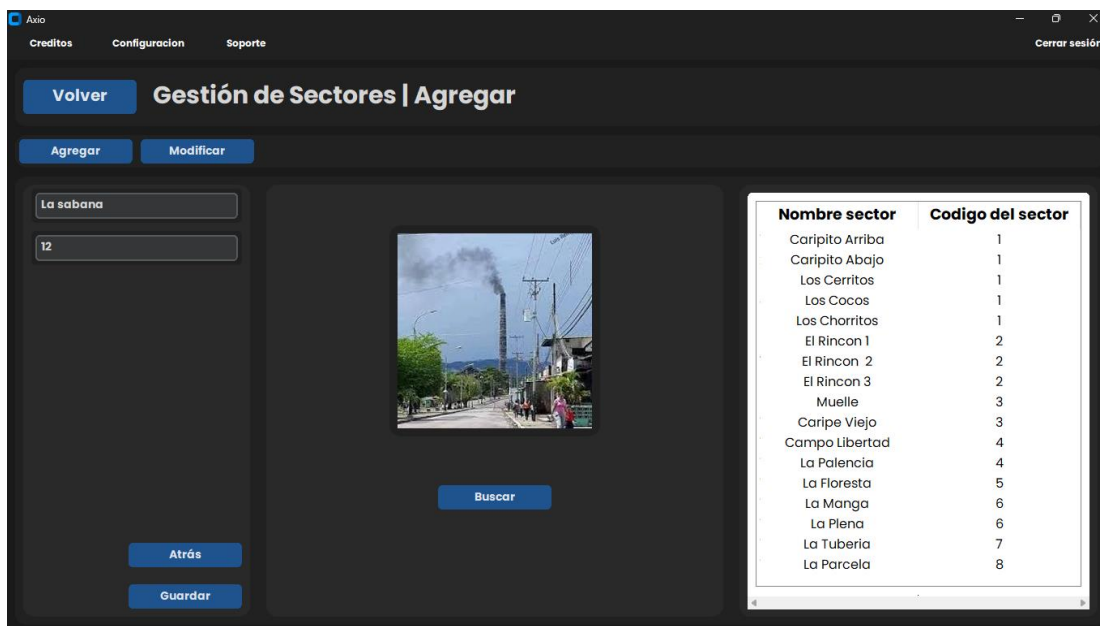 Axio
Creditos Configuracion Soporte Cerrar sesión
Volver Gestión de Sectores | Agregar
Agregar Modificar
La sabana
12
Buscar
Atrás
Guardar
Nombre sector Codigo del sector
Caripito Arriba 1
Caripito Abajo 1
Los Cerritos 1
Los Cocos 1
Los Chorritos 1
El Rincon 1 2
El Rincon 2 2
El Rincon 3 2
Muelle 3
Caripe Viejo 3
Campo Libertad 4
La Palencia 4
La Floresta 5
La Manga 6
La Plena 6
La Tuberia 7
La Parcela 8